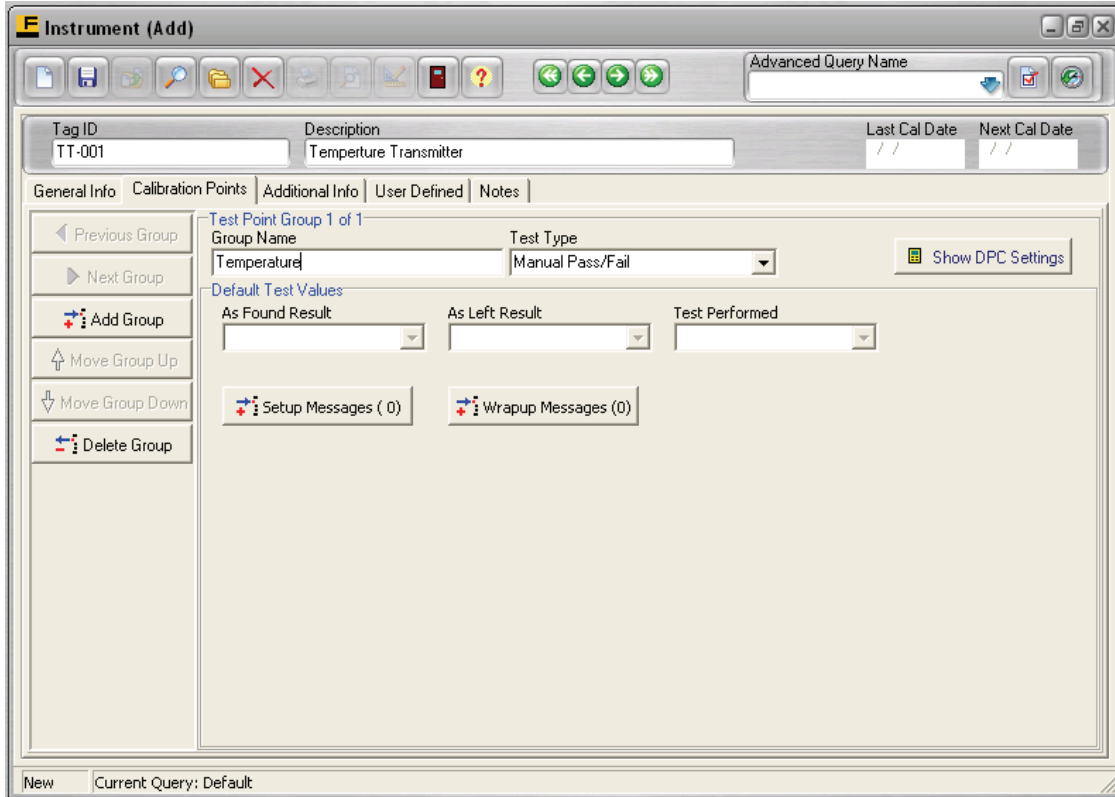 Instrument (Add)
Advanced Query Name
Tag ID Description Last Cal Date Next Cal Date
TT-001 Temperture Transmitter / / / /
General Info Calibration Points Additional Info User Defined Notes
Previous Group
Next Group
Add Group
Move Group Up
Move Group Down
Delete Group
Test Point Group 1 of 1
Group Name Test Type
Temperature Manual Pass/Fail Show DPC Settings
Default Test Values
As Found Result As Left Result Test Performed
Setup Messages ( 0) Wrapup Messages (0)
New Current Query: Default